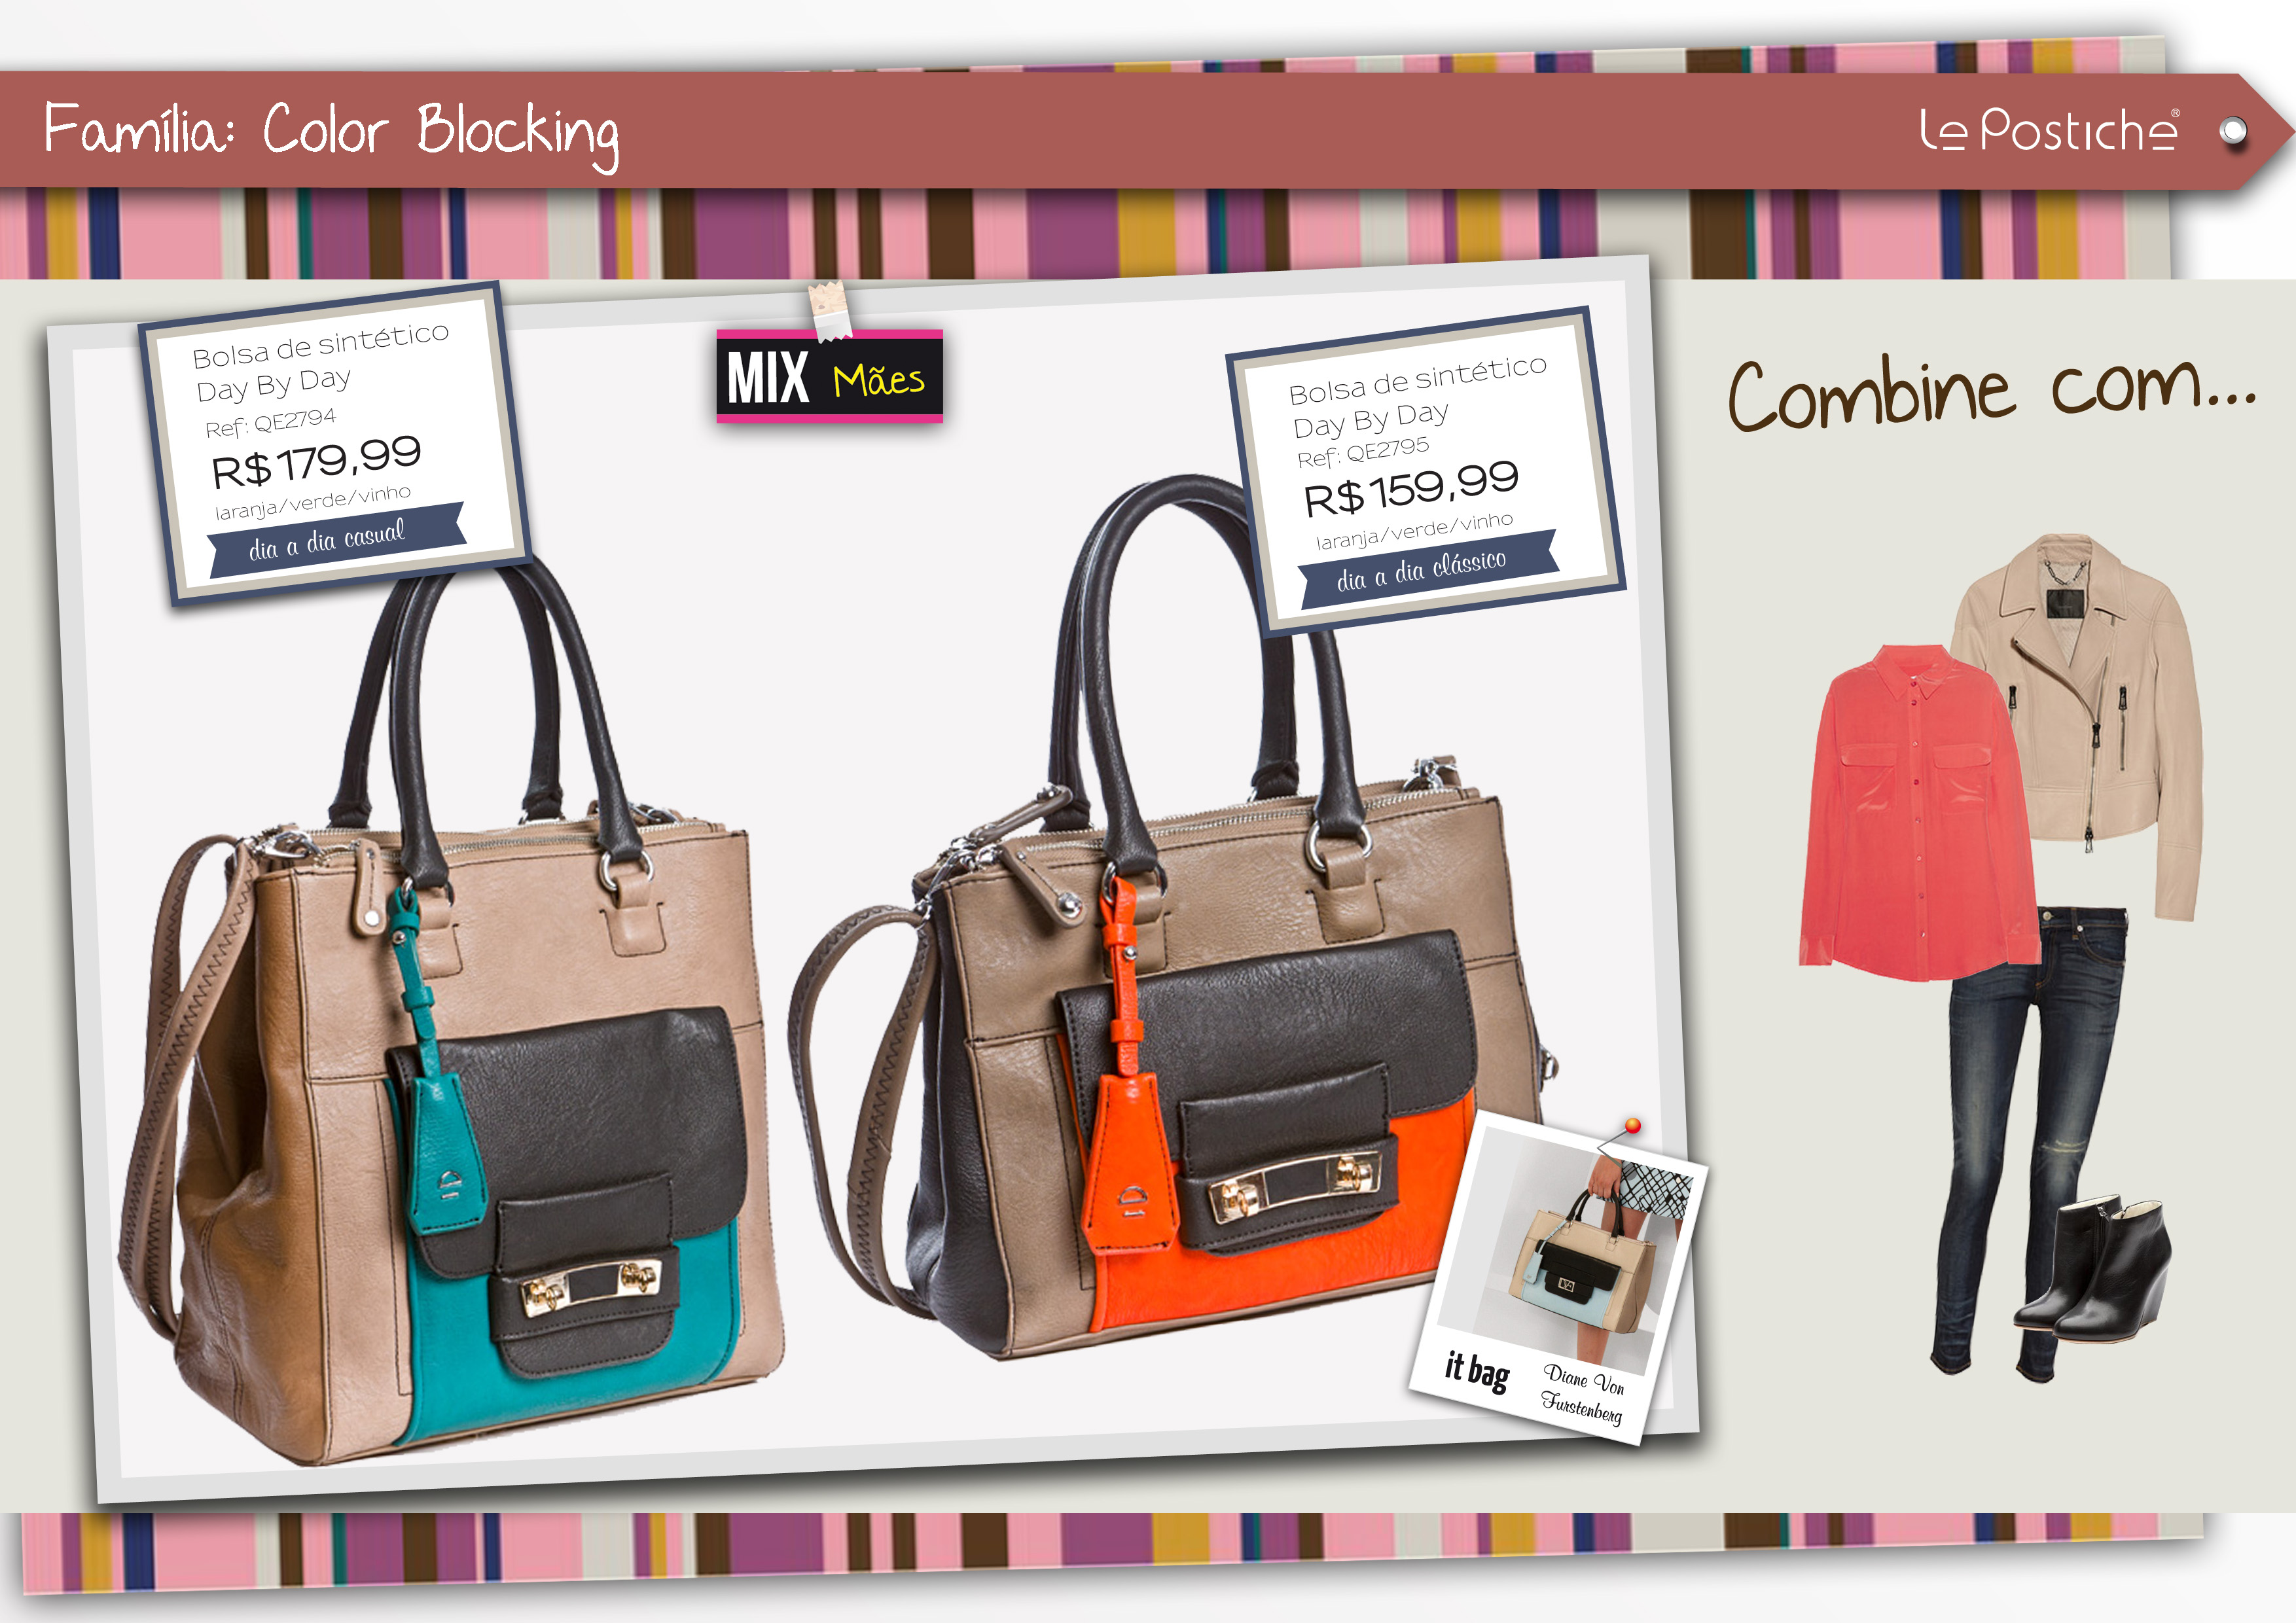 Família: Color Blocking
Le Postiche®
Bolsa de sintético
Day By Day
Ref: QE2794
R$179,99
laranja/verde/vinho
dia a dia casual
MIX Mães
Bolsa de sintético
Day By Day
Ref: QE2795
R$159,99
laranja/verde/vinho
dia a dia clássico
Combine com...
it bag
Diane Von
Furstenberg